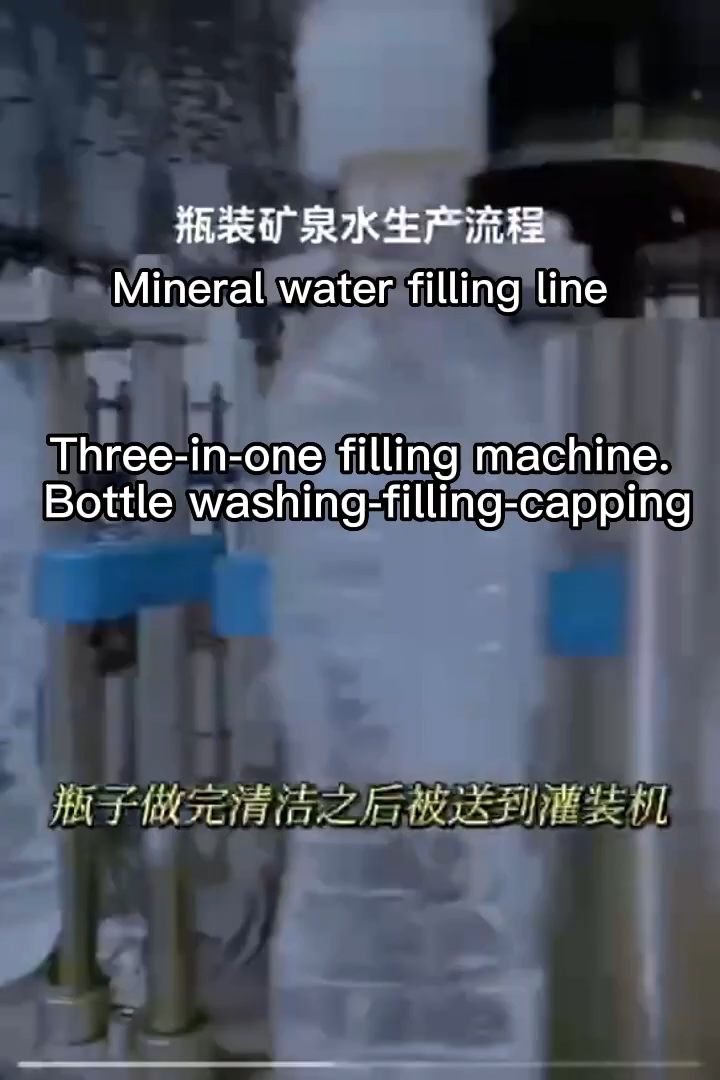 瓶装矿泉水生产流程
Mineral water filling line
Three-in-one filling machine.
Bottle washing-filling-capping
瓶子做完清洁之后被送到灌装机